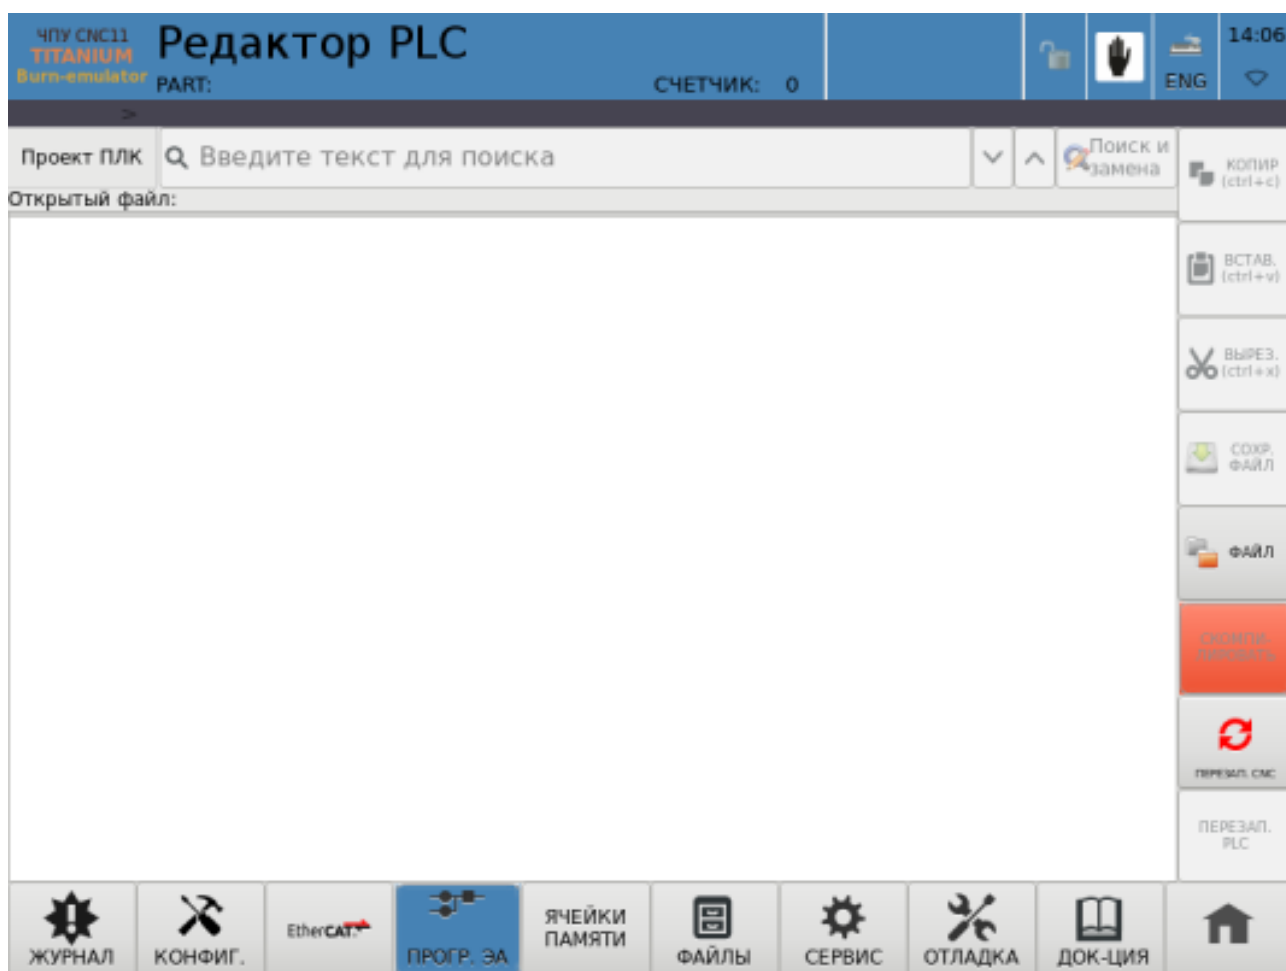 ЧПУ CNC11
TITANIUM
Burn-emulator
Редактор PLC
PART:
СЧЕТЧИК: 0
ENG
14:06
>
Проект ПЛК
Введите текст для поиска
Поиск и
замена
Открытый файл:
КОПИР
(ctrl+c)
ВСТАВ.
(ctrl+v)
ВЫРЕЗ.
(ctrl+x)
СОХР.
ФАЙЛ
ФАЙЛ
СКОМПИ-
ЛИРОВАТЬ
ПЕРЕЗАП. CNC
ПЕРЕЗАП.
PLC
ЖУРНАЛ
КОНФИГ.
EtherCAT
ПРОГР. ЭА
ЯЧЕЙКИ
ПАМЯТИ
ФАЙЛЫ
СЕРВИС
ОТЛАДКА
ДОК-ЦИЯ